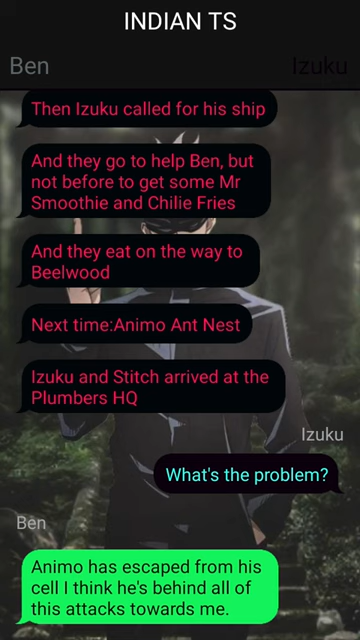 INDIAN TS
Ben
Izuku
Then Izuku called for his ship
And they go to help Ben, but
not before to get some Mr
Smoothie and Chilie Fries
And they eat on the way to
Beelwood
Next time:Animo Ant Nest
Izuku and Stitch arrived at the
Plumbers HQ
Izuku
What's the problem?
Ben
Animo has escaped from his
cell I think he's behind all of
this attacks towards me.